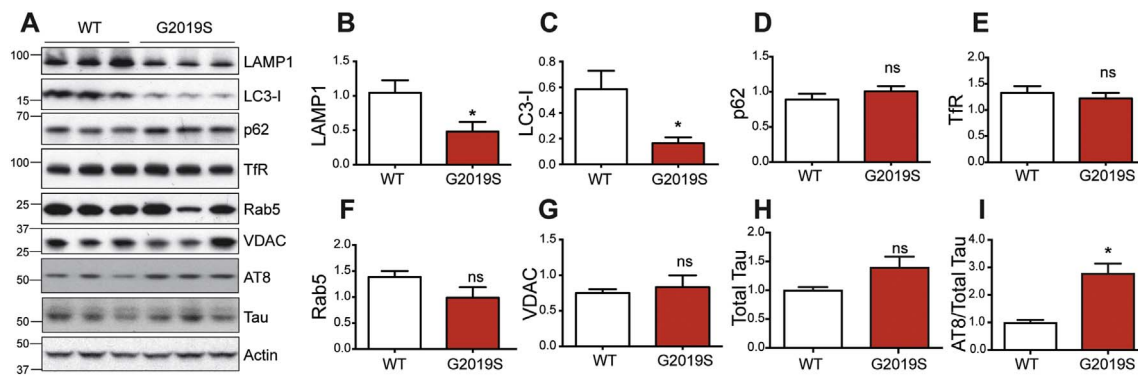 A
WT G2019S
100
LAMP1
15
LC3-I
70
p62
100
TfR
25
Rab5
37
25
VDAC
50
AT8
50
Tau
50
37
Actin
B
LAMP1
1.5
1.0
0.5
0.0
*
WT G2019S
C
LC3-I
0.8
0.6
0.4
0.2
0.0
*
WT G2019S
D
p62
1.5
1.0
0.5
0.0
ns
WT G2019S
E
TfR
2.0
1.5
1.0
0.5
0.0
ns
WT G2019S
F
Rab5
2.0
1.5
1.0
0.5
0.0
ns
WT G2019S
G
VDAC
1.5
1.0
0.5
0.0
ns
WT G2019S
H
Total Tau
2.0
1.5
1.0
0.5
0.0
ns
WT G2019S
I
AT8/Total Tau
4.0
3.0
2.0
1.0
0.0
*
WT G2019S